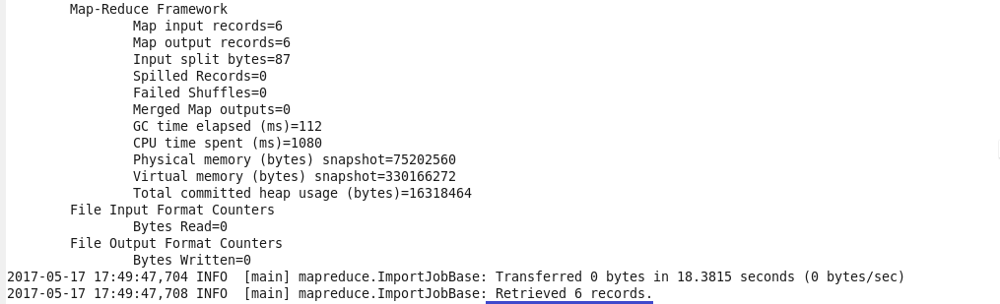 Map-Reduce Framework
Map input records=6
Map output records=6
Input split bytes=87
Spilled Records=0
Failed Shuffles=0
Merged Map outputs=0
GC time elapsed (ms)=112
CPU time spent (ms)=1080
Physical memory (bytes) snapshot=75202560
Virtual memory (bytes) snapshot=330166272
Total committed heap usage (bytes)=16318464
File Input Format Counters
Bytes Read=0
File Output Format Counters
Bytes Written=0
2017-05-17 17:49:47,704 INFO  [main] mapreduce.ImportJobBase: Transferred 0 bytes in 18.3815 seconds (0 bytes/sec)
2017-05-17 17:49:47,708 INFO  [main] mapreduce.ImportJobBase: Retrieved 6 records.